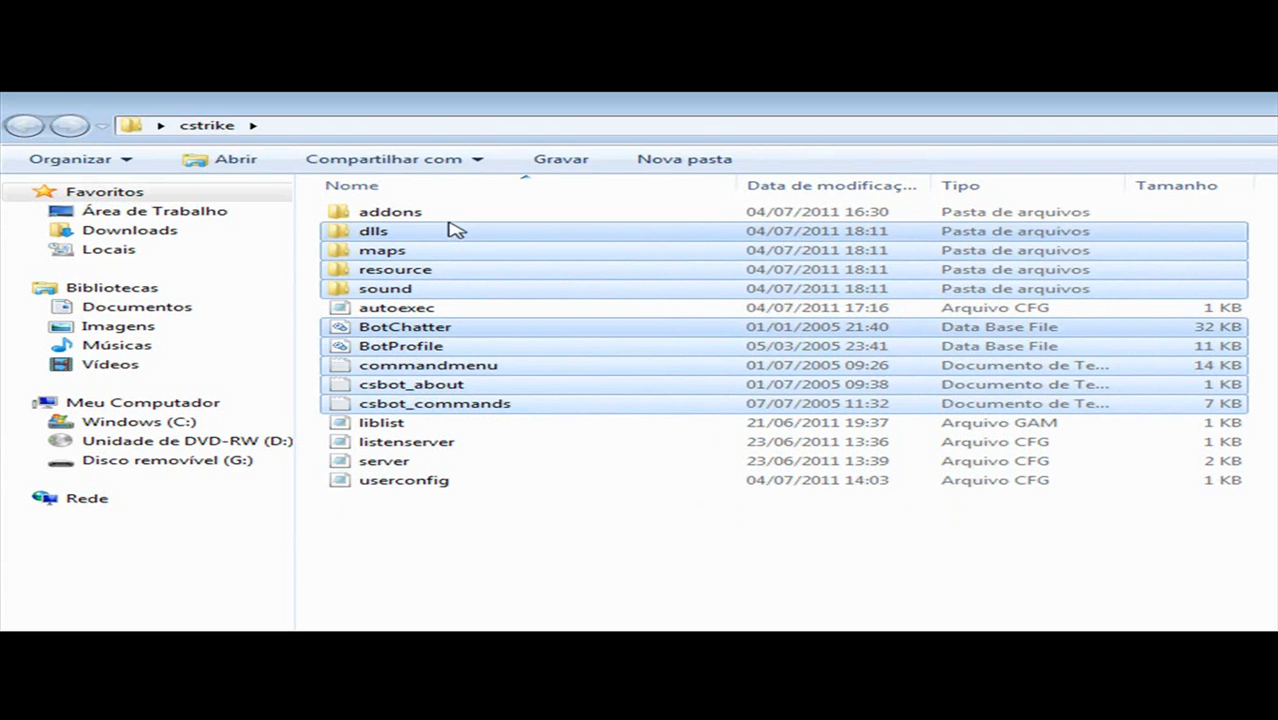 cstrike
Organizar Abrir Compartilhar com Gravar Nova pasta
Favoritos
Área de Trabalho
Downloads
Locais
Bibliotecas
Documentos
Imagens
Músicas
Vídeos
Meu Computador
Windows (C:)
Unidade de DVD-RW (D:)
Disco removível (G:)
Rede
Nome Data de modificaç... Tipo Tamanho
addons 04/07/2011 16:30 Pasta de arquivos
dlls 04/07/2011 18:11 Pasta de arquivos
maps 04/07/2011 18:11 Pasta de arquivos
resource 04/07/2011 18:11 Pasta de arquivos
sound 04/07/2011 18:11 Pasta de arquivos
autoexec 04/07/2011 17:16 Arquivo CFG 1 KB
BotChatter 01/01/2005 21:40 Data Base File 32 KB
BotProfile 05/03/2005 23:41 Data Base File 11 KB
commandmenu 01/07/2005 09:26 Documento de Te... 14 KB
csbot_about 01/07/2005 09:38 Documento de Te... 1 KB
csbot_commands 07/07/2005 11:32 Documento de Te... 7 KB
liblist 21/06/2011 19:37 Arquivo GAM 1 KB
listenserver 23/06/2011 13:36 Arquivo CFG 1 KB
server 23/06/2011 13:39 Arquivo CFG 2 KB
userconfig 04/07/2011 14:03 Arquivo CFG 1 KB